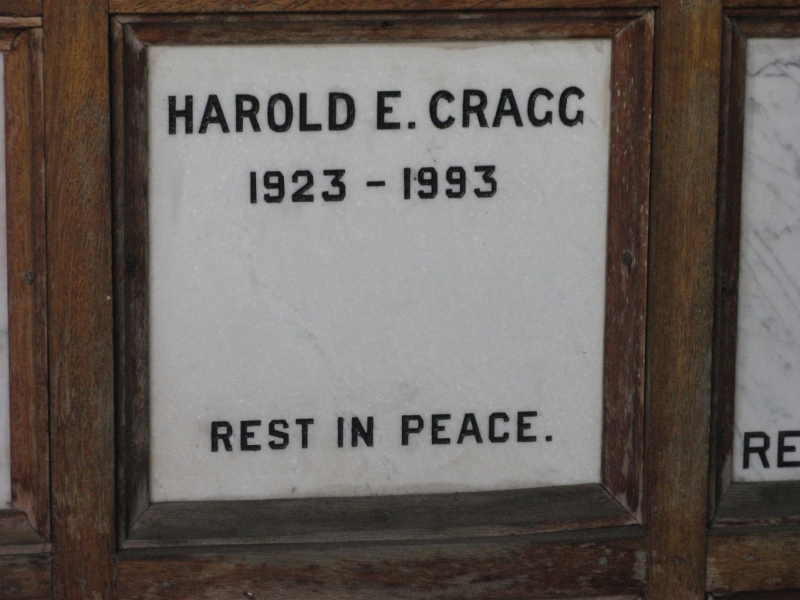 HAROLD E. CRAGG
1923 - 1993
REST IN PEACE.
RE